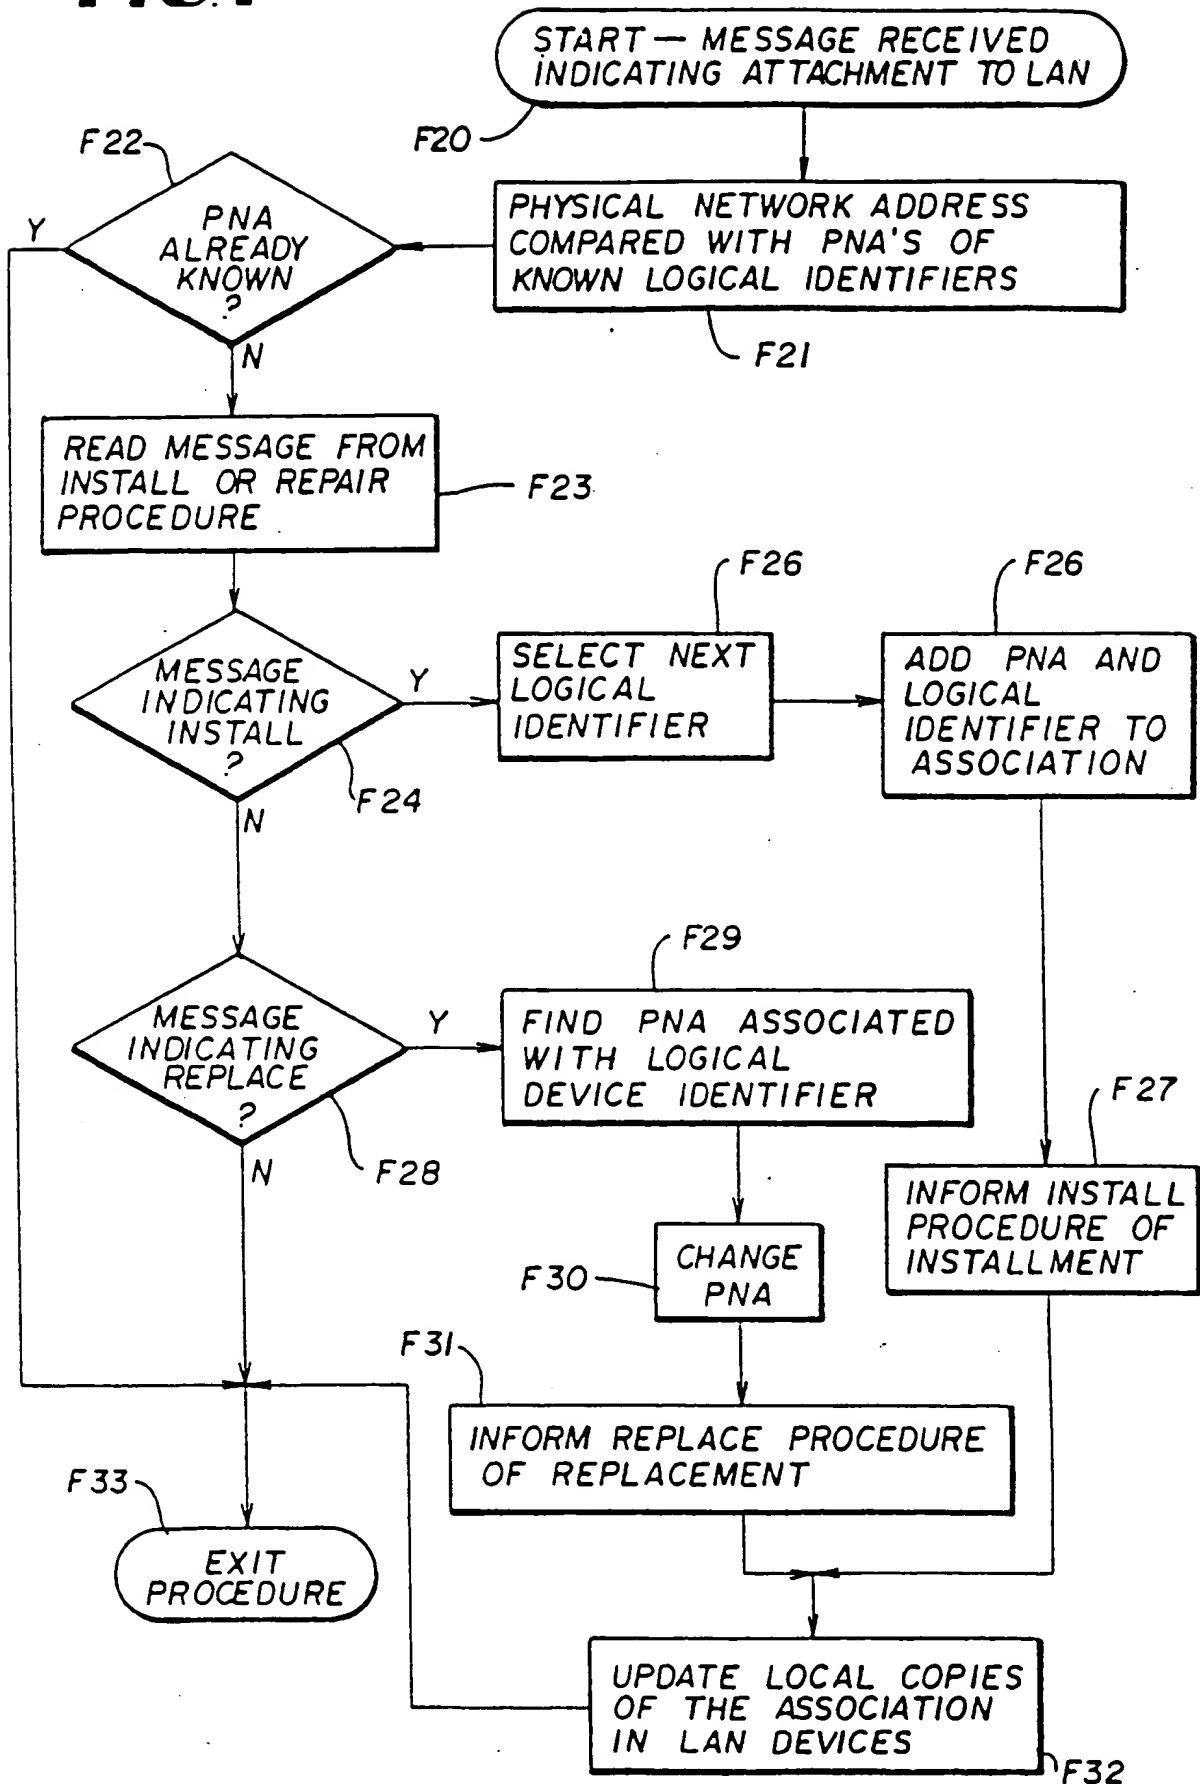 START — MESSAGE RECEIVED
INDICATING ATTACHMENT TO LAN
F20
F22
PHYSICAL NETWORK ADDRESS
COMPARED WITH PNA'S OF
KNOWN LOGICAL IDENTIFIERS
F21
Y
PNA
ALREADY
KNOWN
?
N
READ MESSAGE FROM
INSTALL OR REPAIR
PROCEDURE
F23
MESSAGE
INDICATING
INSTALL
?
Y
F24
N
F26
SELECT NEXT
LOGICAL
IDENTIFIER
F26
ADD PNA AND
LOGICAL
IDENTIFIER TO
ASSOCIATION
MESSAGE
INDICATING
REPLACE
?
Y
F28
N
F29
FIND PNA ASSOCIATED
WITH LOGICAL
DEVICE IDENTIFIER
F27
INFORM INSTALL
PROCEDURE OF
INSTALLMENT
F30
CHANGE
PNA
F31
INFORM REPLACE PROCEDURE
OF REPLACEMENT
F33
EXIT
PROCEDURE
UPDATE LOCAL COPIES
OF THE ASSOCIATION
IN LAN DEVICES
F32